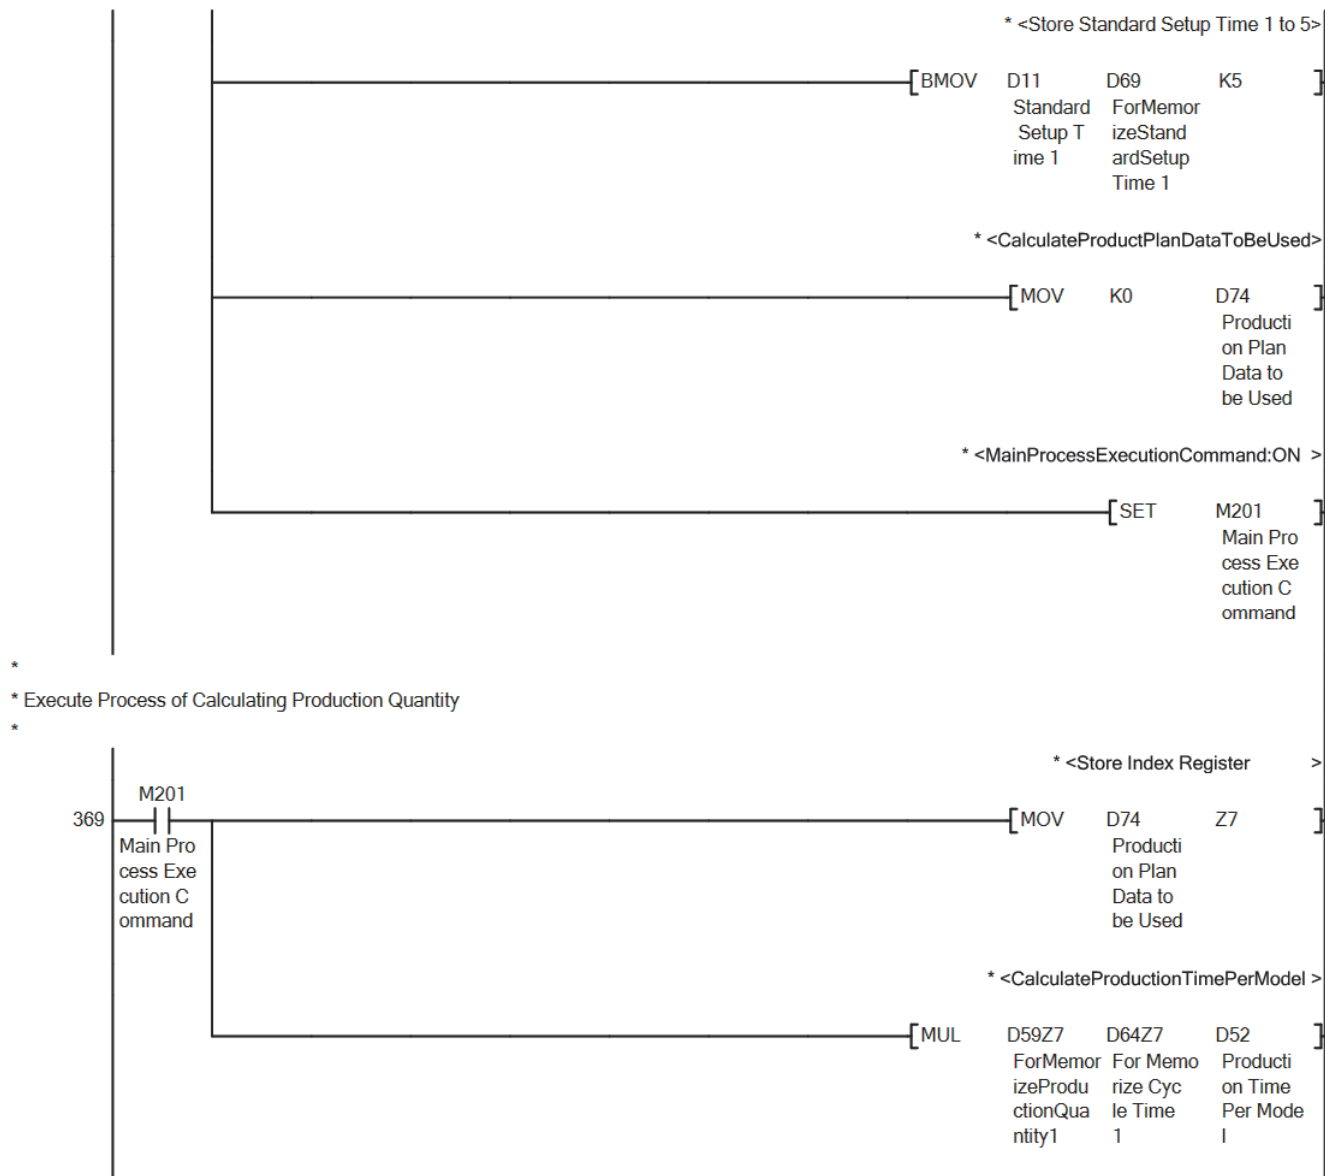 * <Store Standard Setup Time 1 to 5>
[BMOV D11 D69 K5 ]
Standard ForMemor
Setup T izeStand
ime 1 ardSetup
Time 1
* <CalculateProductPlanDataToBeUsed>
[MOV K0 D74 ]
Producti
on Plan
Data to
be Used
* <MainProcessExecutionCommand:ON >
[SET M201 ]
Main Pro
cess Exe
cution C
ommand
*
* Execute Process of Calculating Production Quantity
*
* <Store Index Register >
M201
369 [MOV D74 Z7 ]
Main Pro Producti
cess Exe on Plan
cution C Data to
ommand be Used
* <CalculateProductionTimePerModel >
[MUL D59Z7 D64Z7 D52 ]
ForMemor For Memo Producti
izeProdu rize Cyc on Time
ctionQua le Time Per Mode
ntity1 1 l